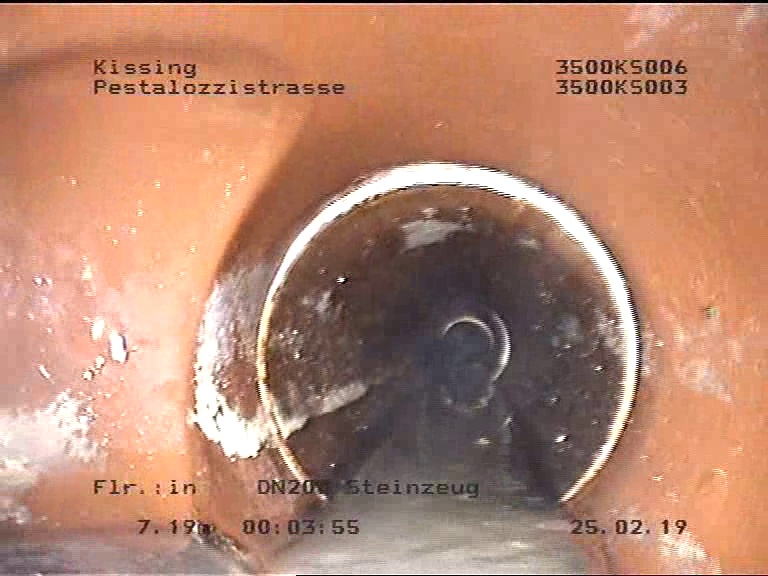 Kissing 3500KS006
Pestalozzistrasse 3500KS003
Flr.:in DN200 Steinzeug
7.19m 00:03:55 25.02.19